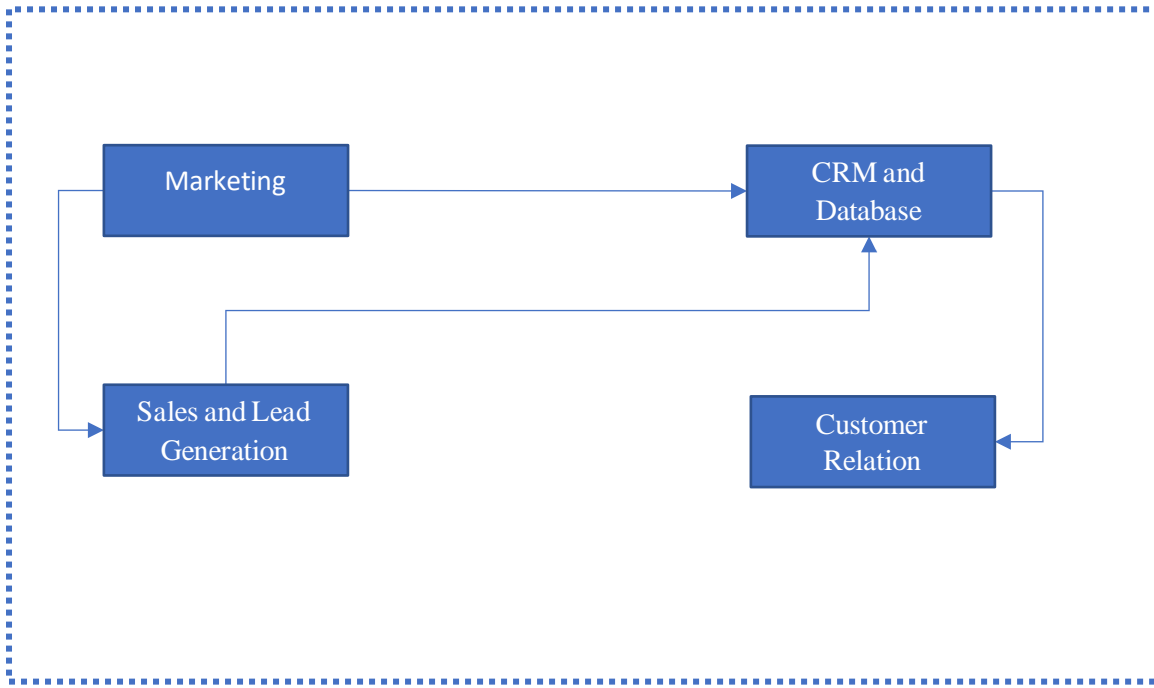 Marketing
CRM and
Database
Sales and Lead
Generation
Customer
Relation